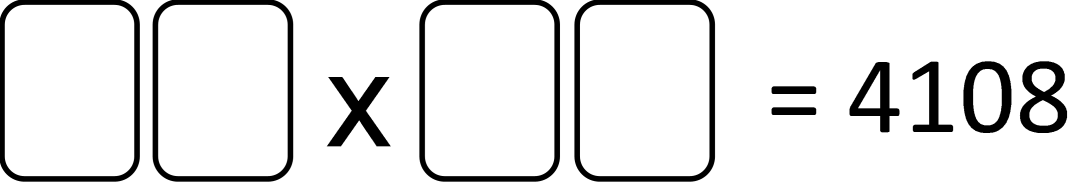 x = 4108